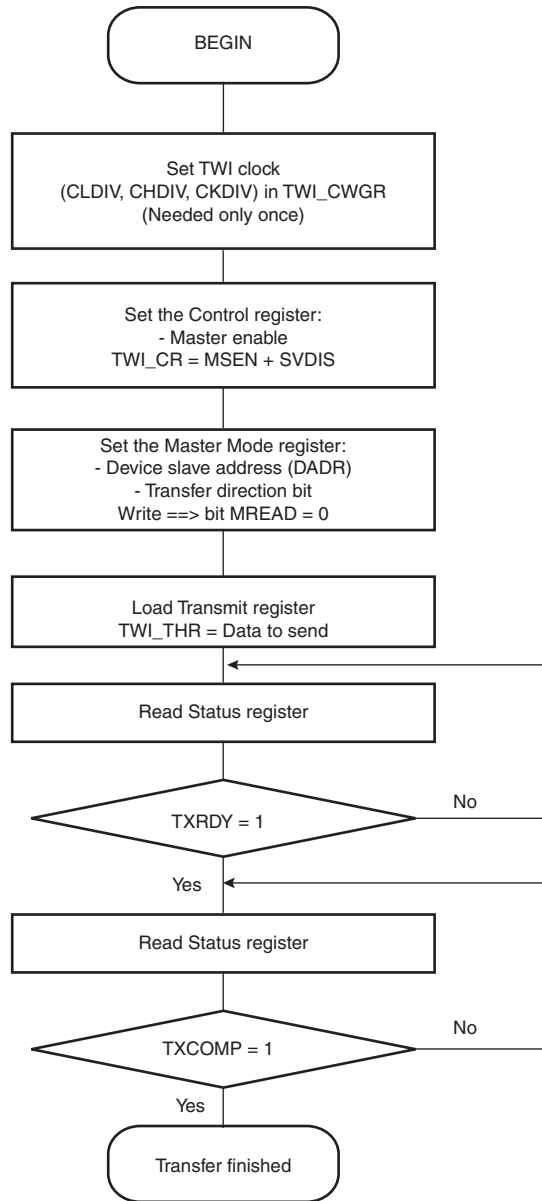 BEGIN
Set TWI clock
(CLDIV, CHDIV, CKDIV) in TWI_CWGR
(Needed only once)
Set the Control register:
- Master enable
TWI_CR = MSEN + SVDIS
Set the Master Mode register:
- Device slave address (DADR)
- Transfer direction bit
Write ==> bit MREAD = 0
Load Transmit register
TWI_THR = Data to send
Read Status register
TXRDY = 1
No
Yes
Read Status register
TXCOMP = 1
No
Yes
Transfer finished